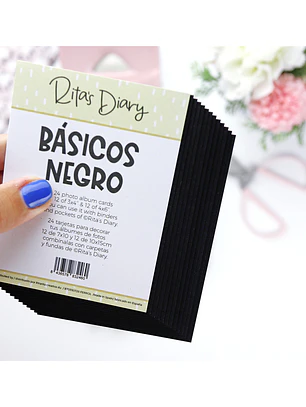 Rita's Diary
BÁSICOS
NEGRO
24 photo album cards
12 of 3x4" & 12 of 4x6"
You can use it with binders
and pockets of ©Rita's Diary.
24 tarjetas para decorar
tus álbumes de fotos
12 de 7x10 y 12 de 10x15cm
combínalas con carpetas
y fundas de ©Rita's Diary.